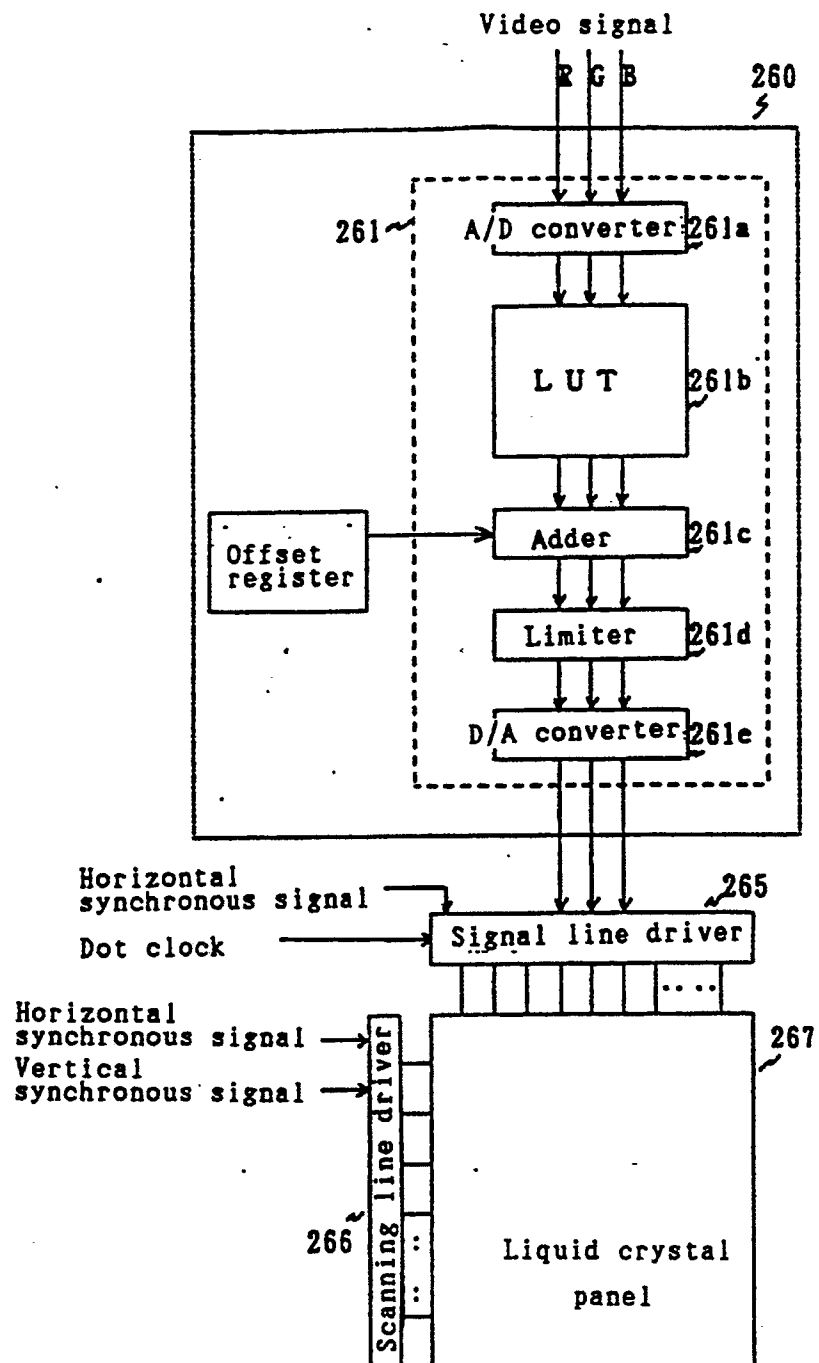 Video signal
R G B
260
261
A/D converter
261a
L U T
261b
Offset
register
Adder
261c
Limiter
261d
D/A converter
261e
Horizontal
synchronous signal
265
Dot clock
Signal line driver
Horizontal
synchronous signal
Vertical
synchronous signal
267
Scanning line driver
266
Liquid crystal
panel